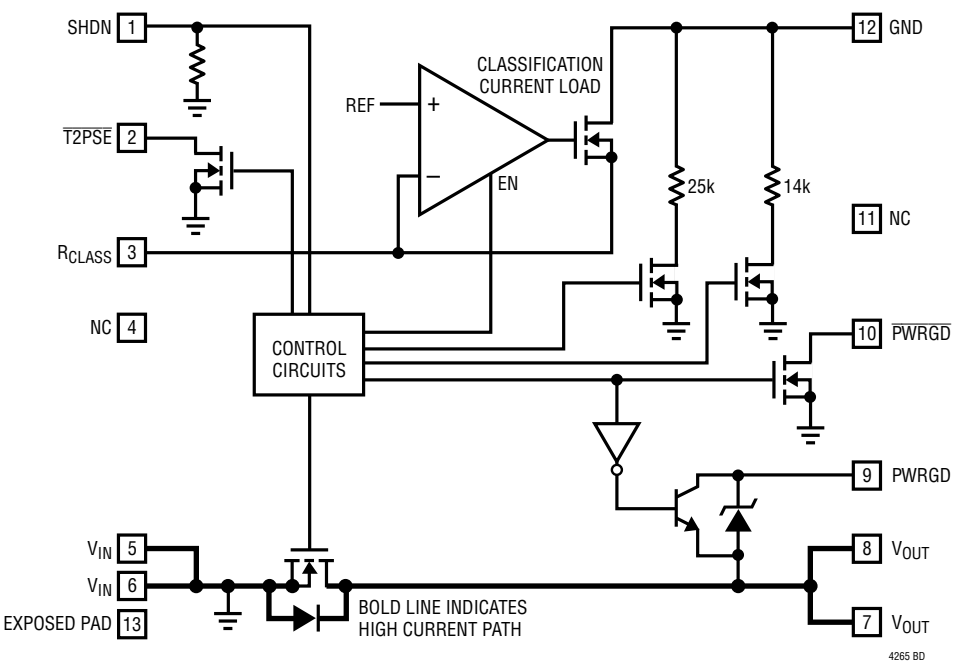 SHDN 1
12 GND
CLASSIFICATION
CURRENT LOAD
REF
+
T2PSE 2
–
EN
25k
14k
11 NC
RCLASS 3
NC 4
10 PWRGD
CONTROL
CIRCUITS
9 PWRGD
VIN 5
8 VOUT
VIN 6
BOLD LINE INDICATES
HIGH CURRENT PATH
EXPOSED PAD 13
7 VOUT
4265 BD